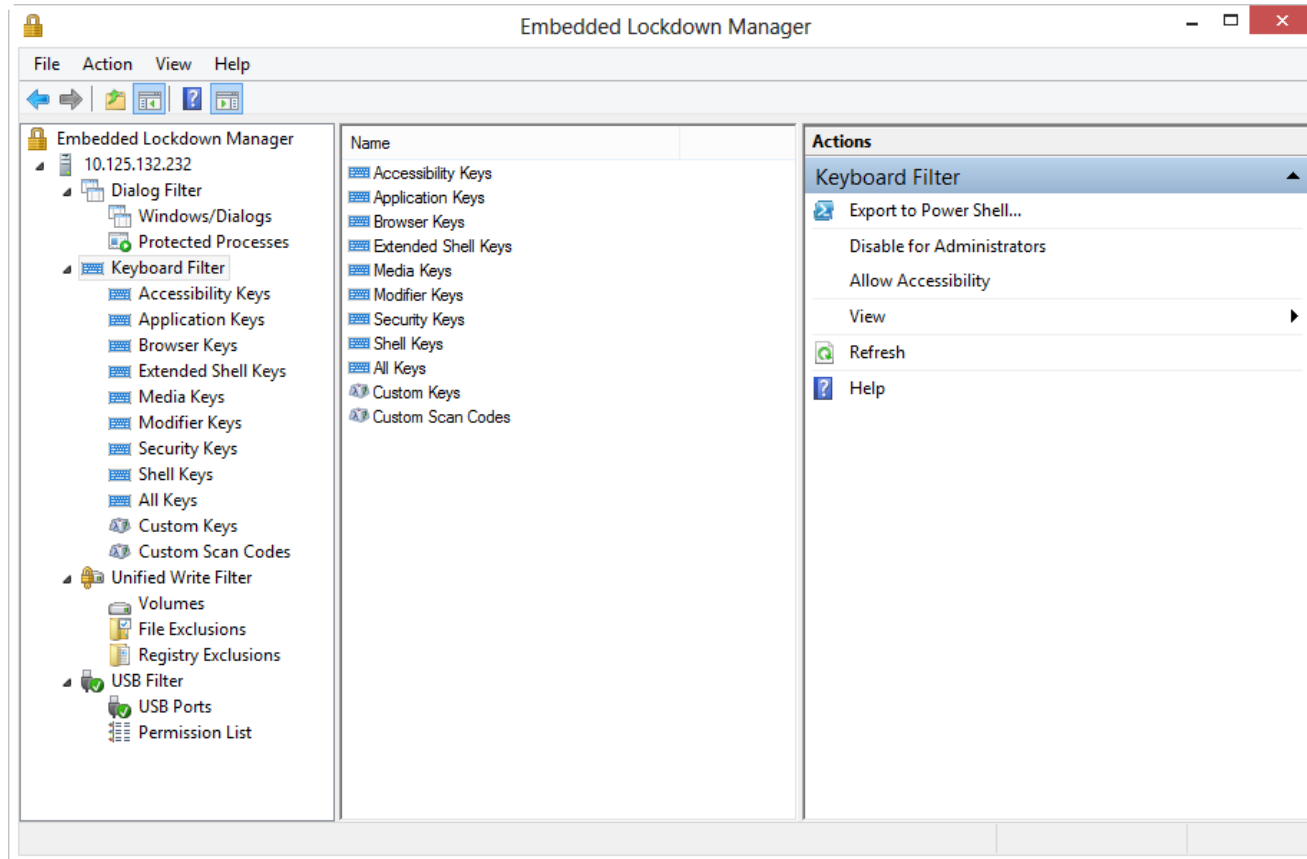 Embedded Lockdown Manager
File Action View Help
Embedded Lockdown Manager
10.125.132.232
Dialog Filter
Windows/Dialogs
Protected Processes
Keyboard Filter
Accessibility Keys
Application Keys
Browser Keys
Extended Shell Keys
Media Keys
Modifier Keys
Security Keys
Shell Keys
All Keys
Custom Keys
Custom Scan Codes
Unified Write Filter
Volumes
File Exclusions
Registry Exclusions
USB Filter
USB Ports
Permission List
Name
Accessibility Keys
Application Keys
Browser Keys
Extended Shell Keys
Media Keys
Modifier Keys
Security Keys
Shell Keys
All Keys
Custom Keys
Custom Scan Codes
Actions
Keyboard Filter
Export to Power Shell...
Disable for Administrators
Allow Accessibility
View
Refresh
Help